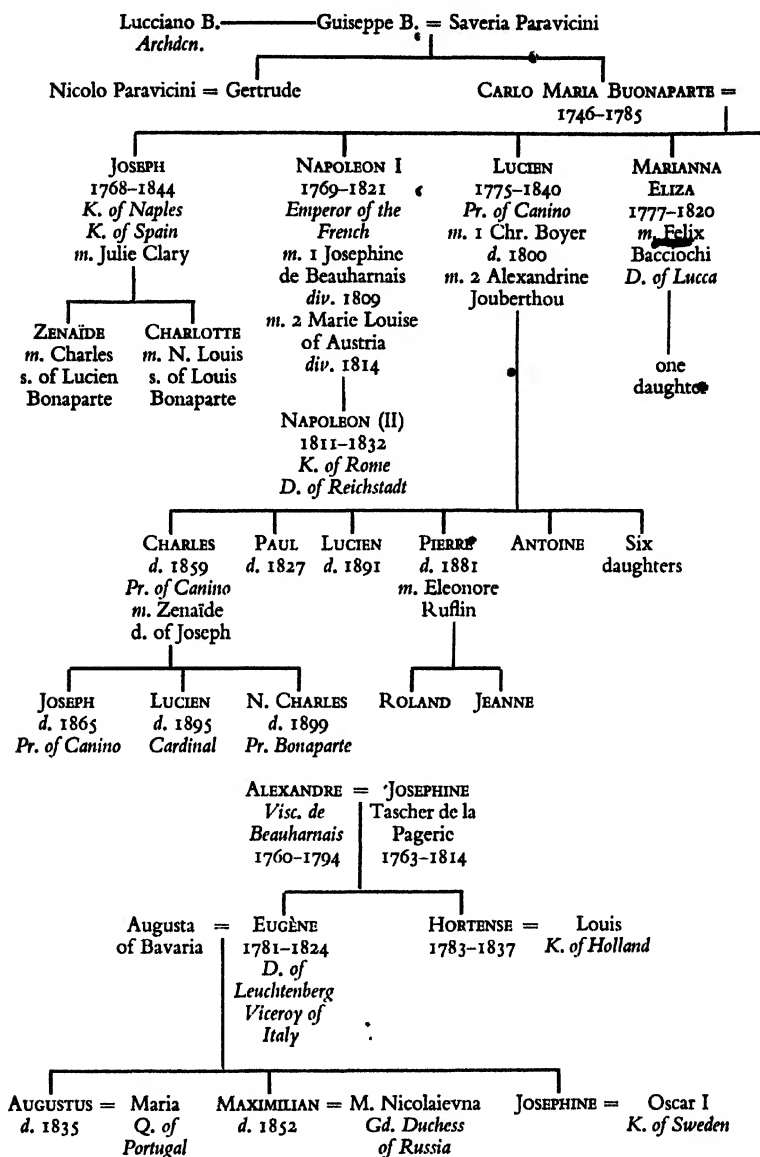 Lucciano B. Guiseppe B. = Saveria Paravicini
Archdcn.
Nicolo Paravicini = Gertrude
CARLO MARIA BUONAPARTE =
1746–1785
JOSEPH
1768–1844
K. of Naples
K. of Spain
m. Julie Clary
NAPOLEON I
1769–1821
Emperor of the
French
m. 1 Josephine
de Beauharnais
div. 1809
m. 2 Marie Louise
of Austria
div. 1814
LUCIEN
1775–1840
Pr. of Canino
m. 1 Chr. Boyer
d. 1800
m. 2 Alexandrine
Jouberthou
MARIANNA
ELIZA
1777–1820
m. Felix
Bacciochi
D. of Lucca
ZENAÏDE
m. Charles
s. of Lucien
Bonaparte
CHARLOTTE
m. N. Louis
s. of Louis
Bonaparte
one
daughter
NAPOLEON (II)
1811–1832
K. of Rome
D. of Reichstadt
CHARLES
d. 1859
Pr. of Canino
m. Zenaïde
d. of Joseph
PAUL
d. 1827
LUCIEN
d. 1891
PIERRE
d. 1881
m. Eleonore
Ruflin
ANTOINE
Six
daughters
JOSEPH
d. 1865
Pr. of Canino
LUCIEN
d. 1895
Cardinal
N. CHARLES
d. 1899
Pr. Bonaparte
ROLAND
JEANNE
ALEXANDRE = JOSEPHINE
Visc. de
Beauharnais
1760–1794
Tascher de la
Pagerie
1763–1814
Augusta =
of Bavaria
EUGÈNE
1781–1824
D. of
Leuchtenberg
Viceroy of
Italy
HORTENSE =
1783–1837
Louis
K. of Holland
AUGUSTUS =
d. 1835
Maria
Q. of
Portugal
MAXIMILIAN =
d. 1852
M. Nicolaievna
Gd. Duchess
of Russia
JOSEPHINE =
Oscar I
K. of Sweden